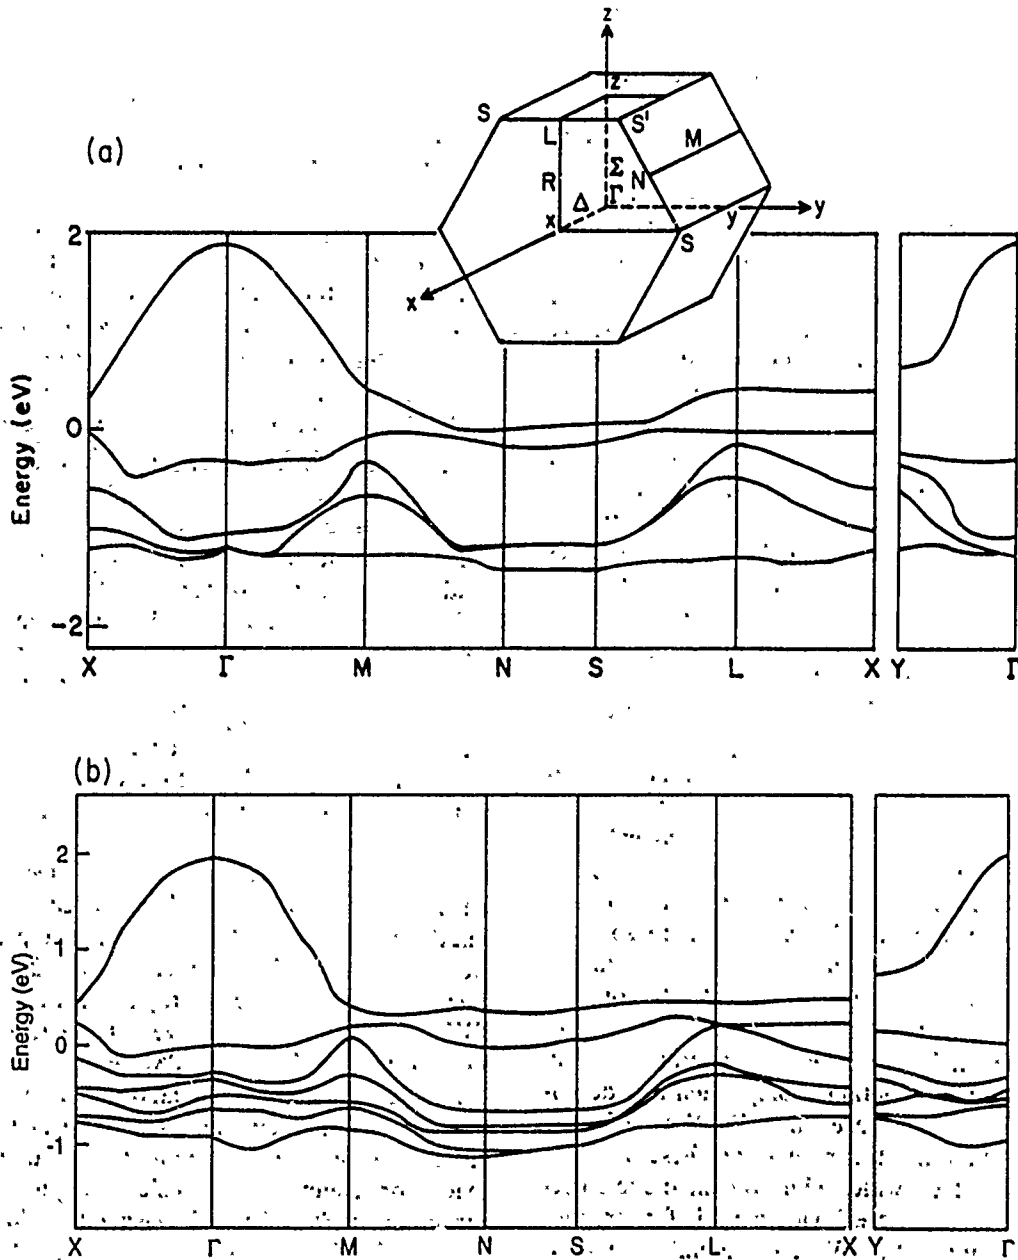 z
S
z
L
S'
M
(a)
R
Σ
N
Δ
Γ
x
y
y
S
x
2
0
-2
Energy (eV)
X Γ M N S L X Y Γ
(b)
2
1
0
-1
Energy (eV)
X Γ M N S L X Y Γ